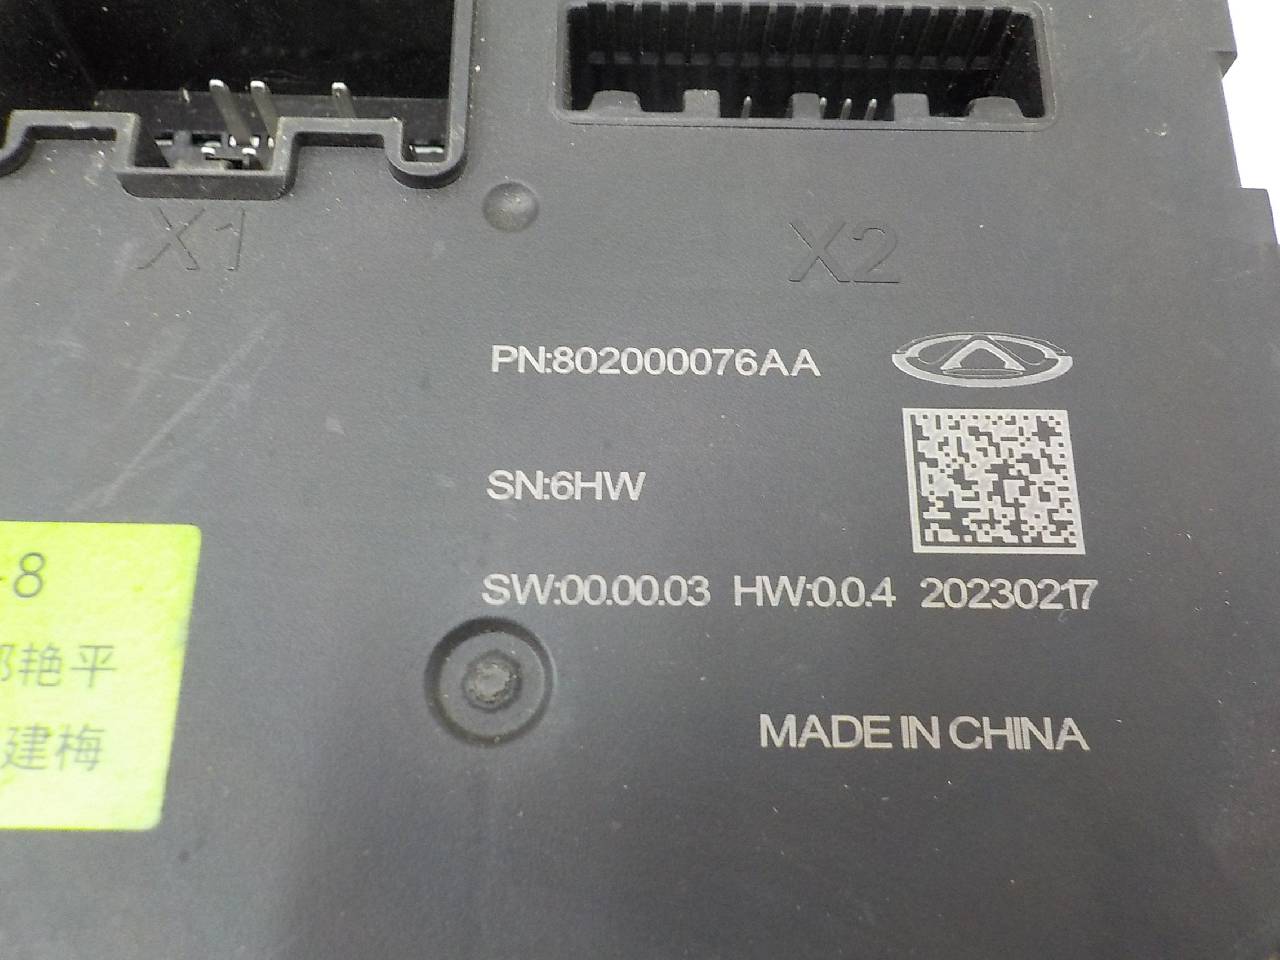 X1
X2
PN:802000076AA
SN:6HW
SW:00.00.03 HW:0.0.4 20230217
MADE IN CHINA
-8
艳平
建梅